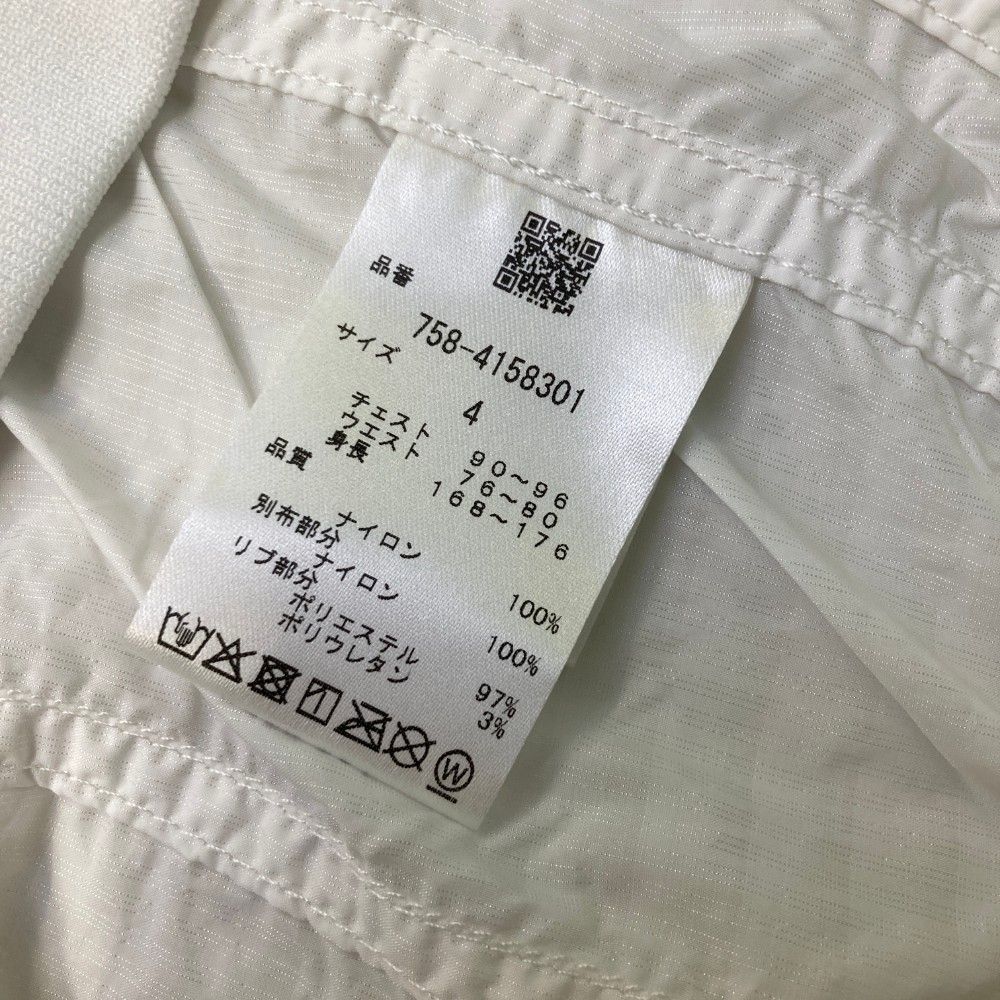 品番
758-4158301
サイズ
4
チェスト 90～96
ウエスト 76～80
身長 168～176
品質
ナイロン 100%
別布部分
ナイロン 100%
リブ部分
ポリエステル 97%
ポリウレタン 3%
W